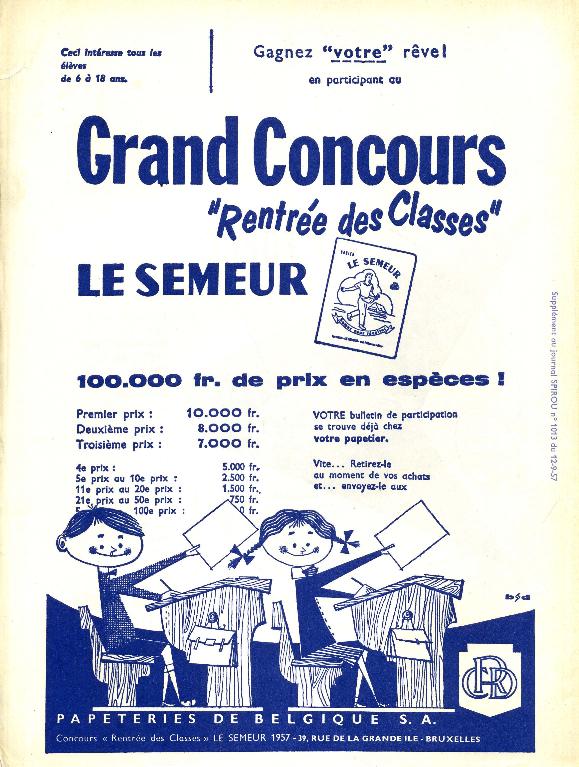 Ceci intéresse tous les
élèves
de 6 à 18 ans.
Gagnez "votre" rêve!
en participant au
Grand Concours
"Rentrée des Classes"
LE SEMEUR
LE SEMEUR
100.000 fr. de prix en espèces !
Premier prix : 10.000 fr.
Deuxième prix : 8.000 fr.
Troisième prix : 7.000 fr.
4e prix : 5.000 fr.
5e prix au 10e prix : 2.500 fr.
11e prix au 20e prix : 1.500 fr.
21e prix au 50e prix : 750 fr.
100e prix : 0 fr.
VOTRE bulletin de participation
se trouve déjà chez
votre papetier.
Vite... Retirez-le
au moment de vos achats
et... envoyez-le aux
Supplément au journal SPIROU n° 1013 du 12-9-57
PAPETERIES DE BELGIQUE S. A.
Concours « Rentrée des Classes » LE SEMEUR 1957 - 39, RUE DE LA GRANDE ILE - BRUXELLES